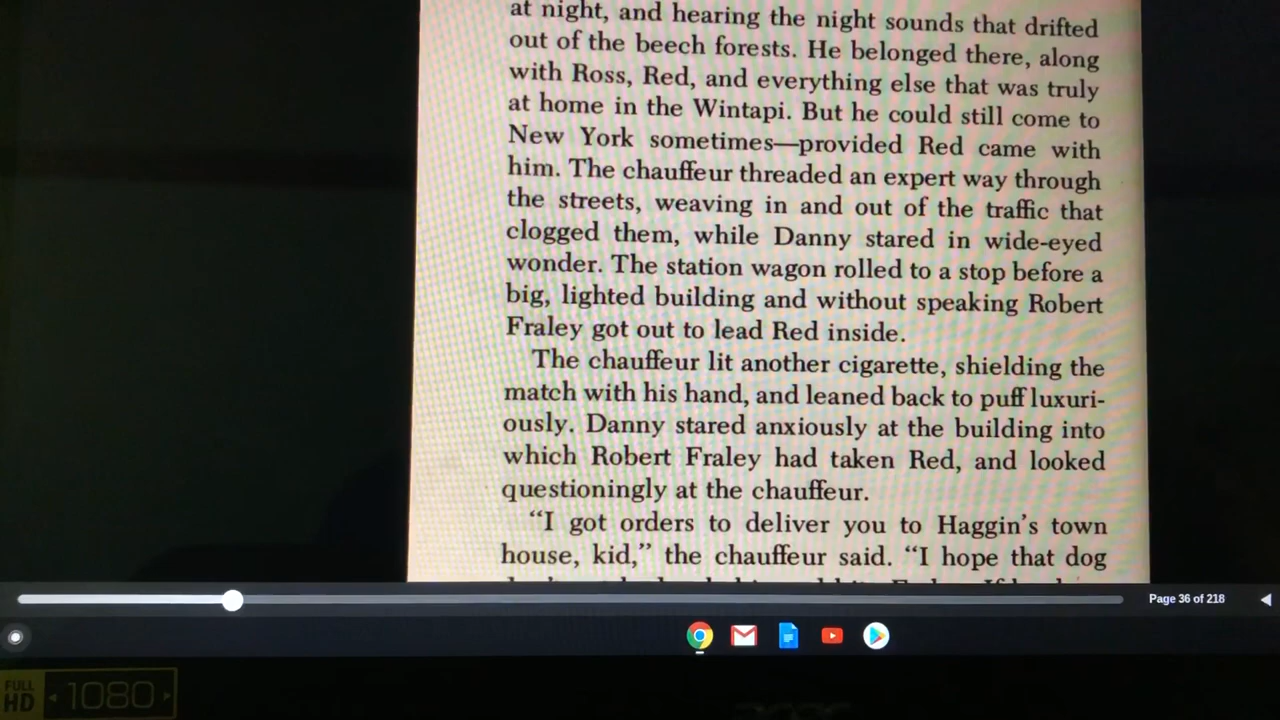 at night, and hearing the night sounds that drifted
out of the beech forests. He belonged there, along
with Ross, Red, and everything else that was truly
at home in the Wintapi. But he could still come to
New York sometimes—provided Red came with
him. The chauffeur threaded an expert way through
the streets, weaving in and out of the traffic that
clogged them, while Danny stared in wide-eyed
wonder. The station wagon rolled to a stop before a
big, lighted building and without speaking Robert
Fraley got out to lead Red inside.
The chauffeur lit another cigarette, shielding the
match with his hand, and leaned back to puff luxuri-
ously. Danny stared anxiously at the building into
which Robert Fraley had taken Red, and looked
questioningly at the chauffeur.
“I got orders to deliver you to Haggin’s town
house, kid,” the chauffeur said. “I hope that dog
Page 36 of 218
FULL
HD
1080